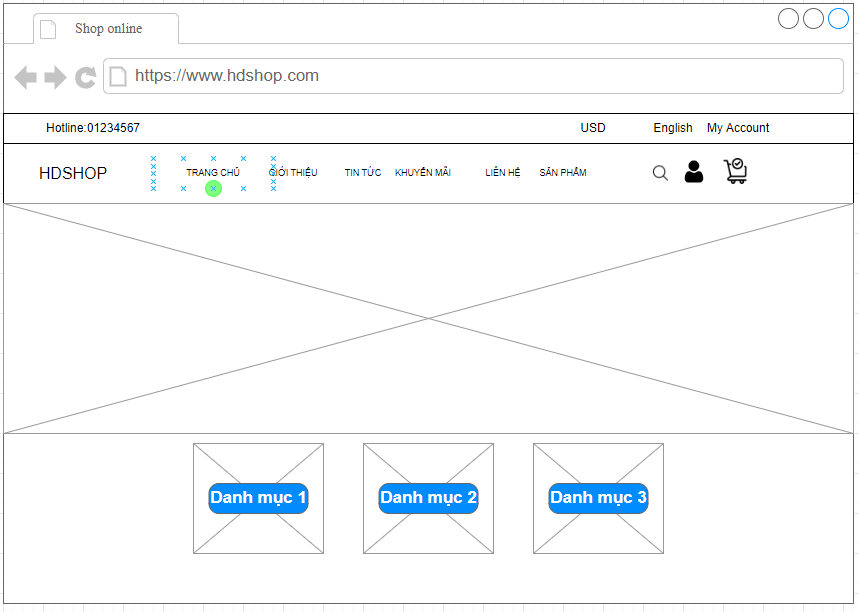 Shop online
https://www.hdshop.com
Hotline:01234567 USD English My Account
HDSHOP TRANG CHỦ GIỚI THIỆU TIN TỨC KHUYẾN MÃI LIÊN HỆ SẢN PHẨM
Danh mục 1 Danh mục 2 Danh mục 3